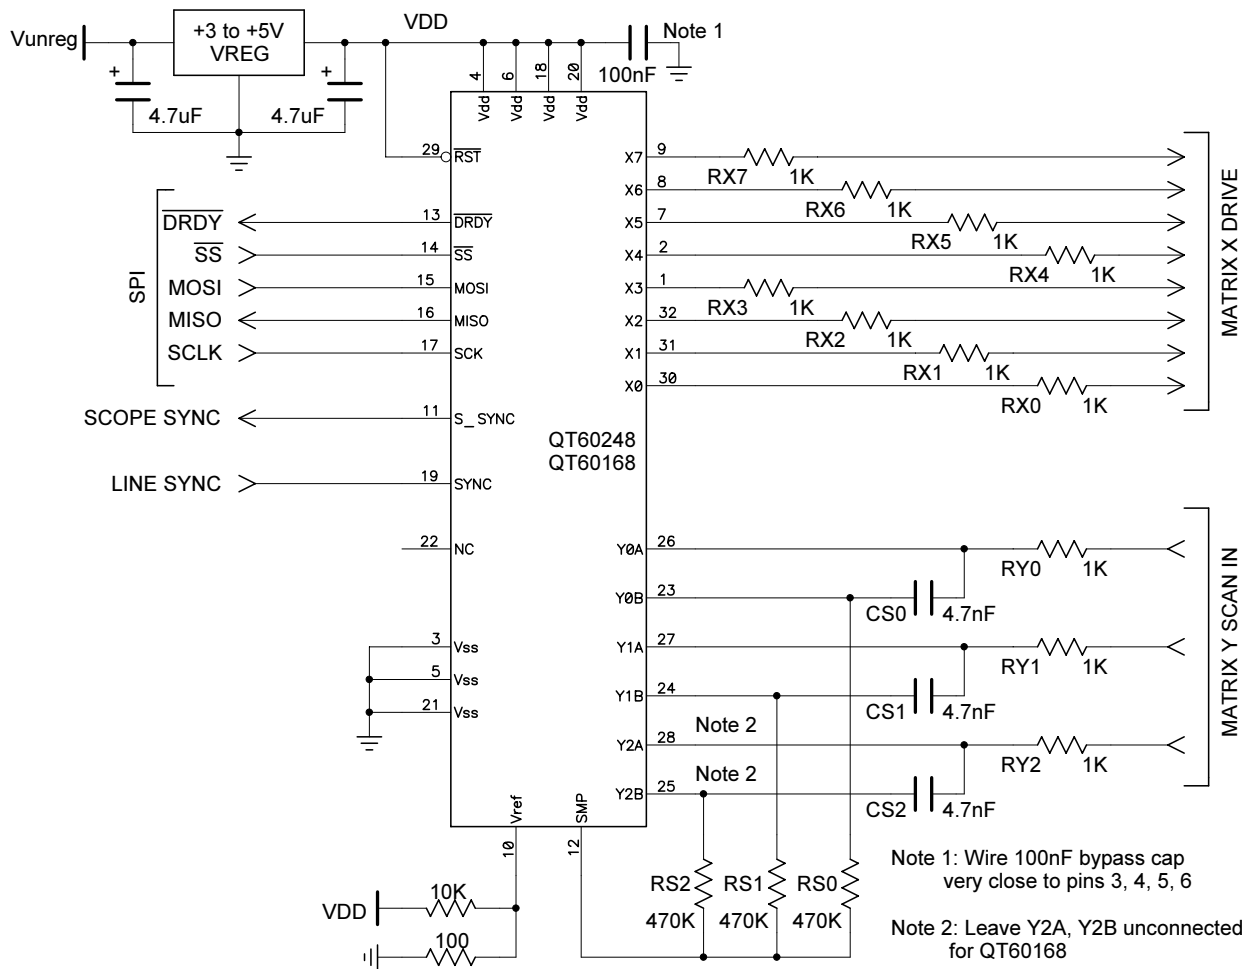 Vunreg
+3 to +5V
VREG
VDD
Note 1
100nF
+
4.7uF
+
4.7uF
4
6
18
20
Vdd
Vdd
Vdd
Vdd
29
RST
SPI
DRDY
13
DRDY
SS
14
SS
MOSI
15
MOSI
MISO
16
MISO
SCLK
17
SCK
SCOPE SYNC
11
S_SYNC
LINE SYNC
19
SYNC
22
NC
3
Vss
5
Vss
21
Vss
QT60248
QT60168
X7
9
RX7
1K
X6
8
RX6
1K
X5
7
RX5
1K
X4
2
RX4
1K
X3
1
RX3
1K
X2
32
RX2
1K
X1
31
RX1
1K
X0
30
RX0
1K
MATRIX X DRIVE
Y0A
26
RY0
1K
Y0B
23
CS0
4.7nF
Y1A
27
RY1
1K
Y1B
24
CS1
4.7nF
Note 2
Y2A
28
RY2
1K
Note 2
Y2B
25
CS2
4.7nF
MATRIX Y SCAN IN
Vref
10
SMP
12
VDD
10K
100
RS2
470K
RS1
470K
RS0
470K
Note 1: Wire 100nF bypass cap
very close to pins 3, 4, 5, 6
Note 2: Leave Y2A, Y2B unconnected
for QT60168